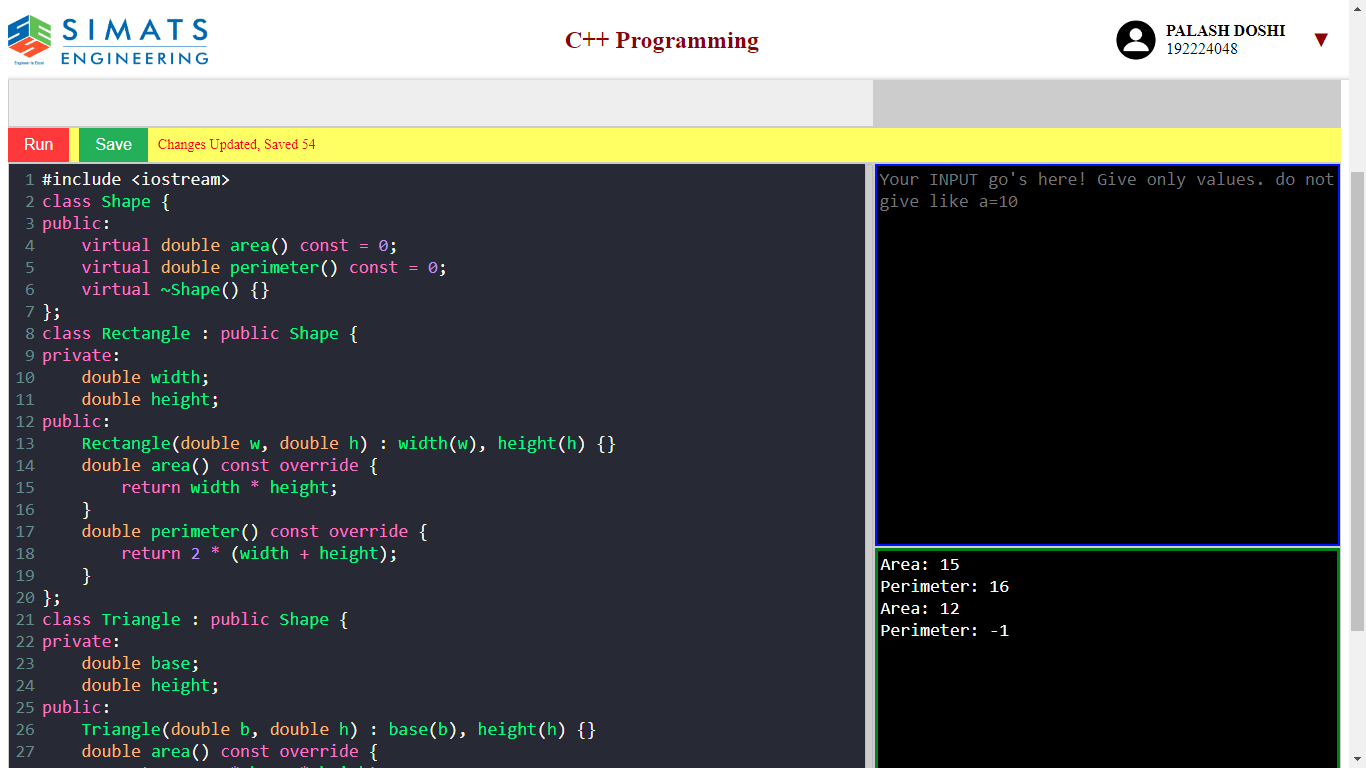 SIMATS
ENGINEERING
Engineer to Excel
C++ Programming
PALASH DOSHI
192224048
▼
Run
Save
Changes Updated, Saved 54
1 #include <iostream>
2 class Shape {
3 public:
4     virtual double area() const = 0;
5     virtual double perimeter() const = 0;
6     virtual ~Shape() {}
7 };
8 class Rectangle : public Shape {
9 private:
10     double width;
11     double height;
12 public:
13     Rectangle(double w, double h) : width(w), height(h) {}
14     double area() const override {
15         return width * height;
16     }
17     double perimeter() const override {
18         return 2 * (width + height);
19     }
20 };
21 class Triangle : public Shape {
22 private:
23     double base;
24     double height;
25 public:
26     Triangle(double b, double h) : base(b), height(h) {}
27     double area() const override {
Your INPUT go's here! Give only values. do not
give like a=10
Area: 15
Perimeter: 16
Area: 12
Perimeter: -1